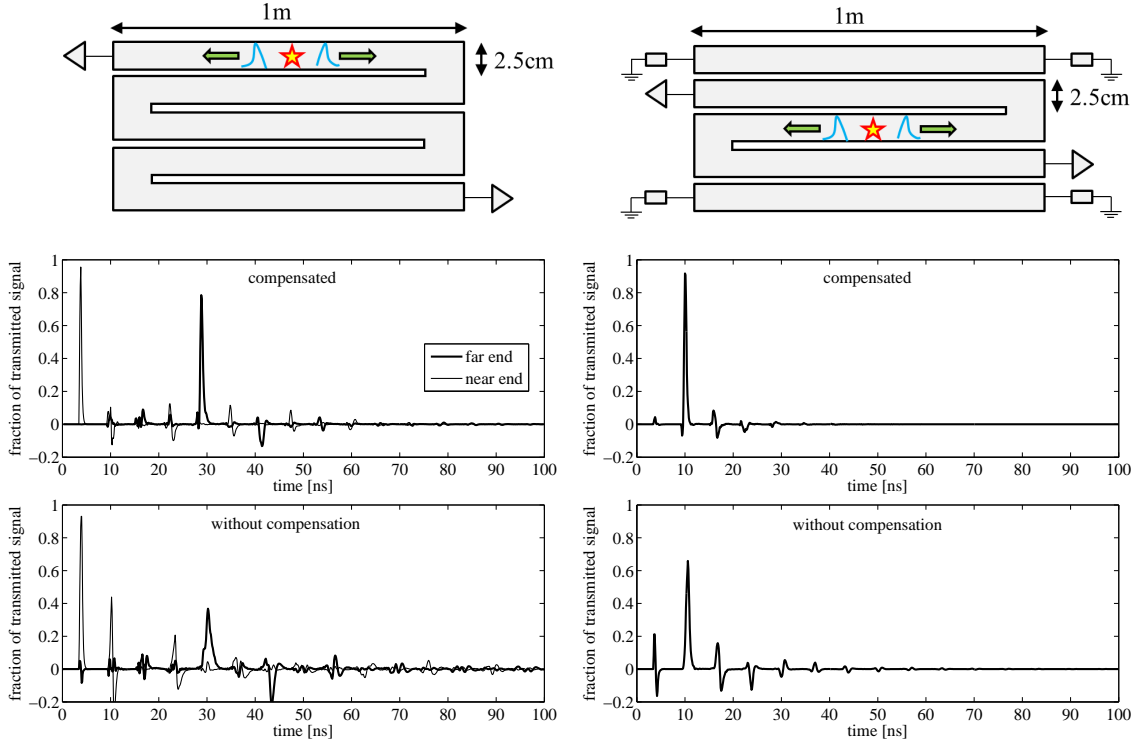 1m
2.5cm
1m
2.5cm
compensated
fraction of transmitted signal
1
0.8
0.6
0.4
0.2
0
−0.2
0 10 20 30 40 50 60 70 80 90 100
time [ns]
far end
near end
compensated
fraction of transmitted signal
1
0.8
0.6
0.4
0.2
0
−0.2
0 10 20 30 40 50 60 70 80 90 100
time [ns]
without compensation
fraction of transmitted signal
1
0.8
0.6
0.4
0.2
0
−0.2
0 10 20 30 40 50 60 70 80 90 100
time [ns]
without compensation
fraction of transmitted signal
1
0.8
0.6
0.4
0.2
0
−0.2
0 10 20 30 40 50 60 70 80 90 100
time [ns]